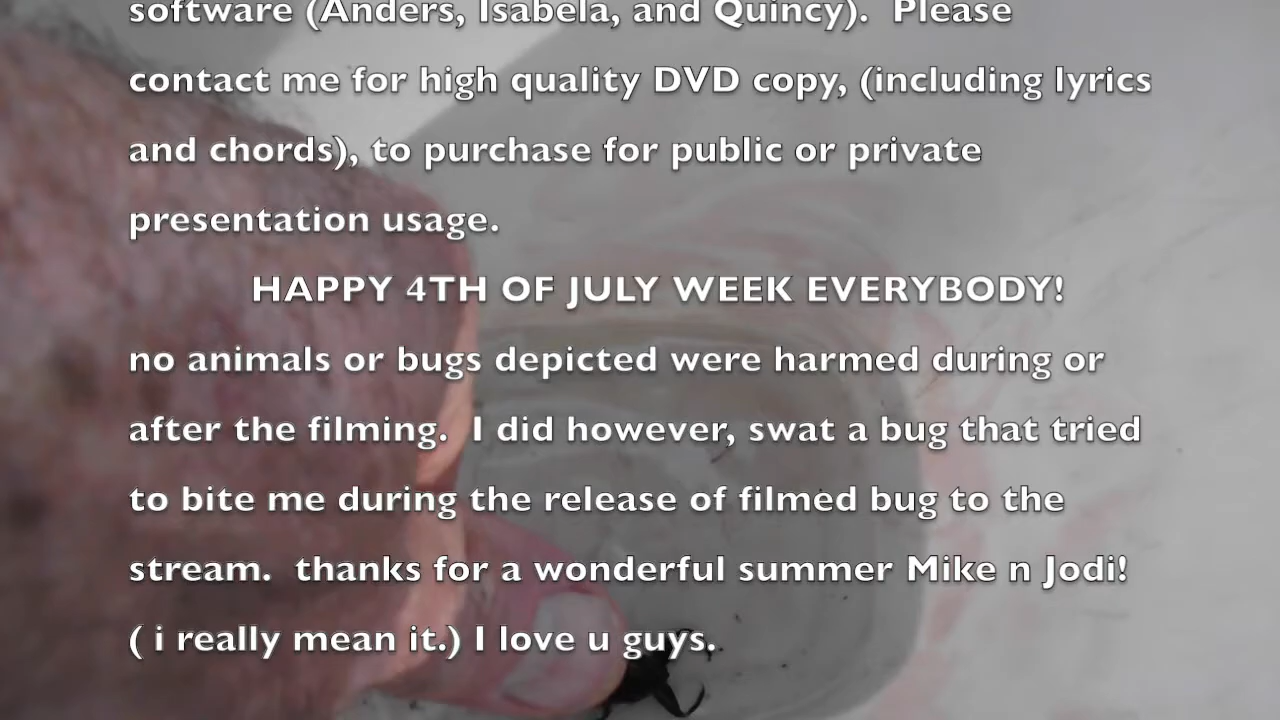 software (Anders, Isabela, and Quincy).  Please
contact me for high quality DVD copy, (including lyrics
and chords), to purchase for public or private
presentation usage.
HAPPY 4TH OF JULY WEEK EVERYBODY!
no animals or bugs depicted were harmed during or
after the filming.  I did however, swat a bug that tried
to bite me during the release of filmed bug to the
stream.  thanks for a wonderful summer Mike n Jodi!
( i really mean it.) I love u guys.